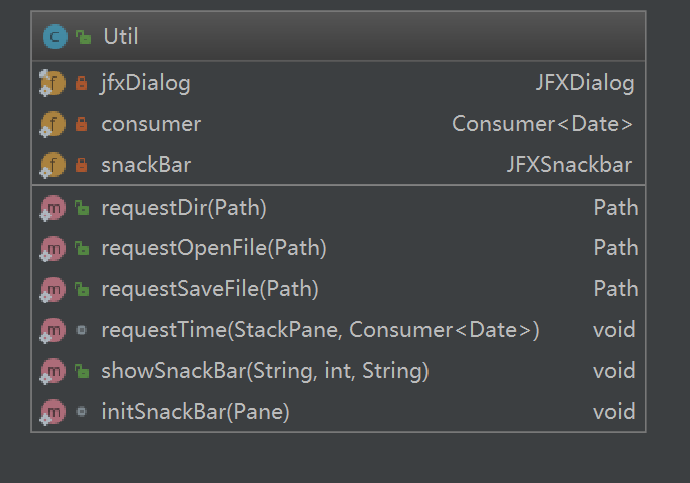 C Util
f jfxDialog JFXDialog
f consumer Consumer<Date>
f snackBar JFXSnackbar
m requestDir(Path) Path
m requestOpenFile(Path) Path
m requestSaveFile(Path) Path
m requestTime(StackPane, Consumer<Date>) void
m showSnackBar(String, int, String) void
m initSnackBar(Pane) void